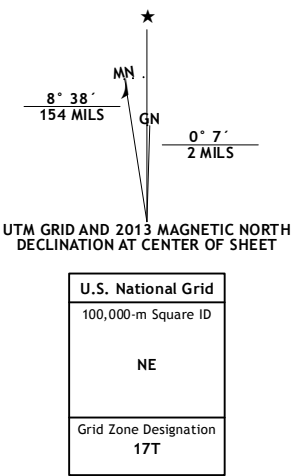 MN
8° 38´
154 MILS
GN
0° 7´
2 MILS
UTM GRID AND 2013 MAGNETIC NORTH
DECLINATION AT CENTER OF SHEET
U.S. National Grid
100,000-m Square ID
NE
Grid Zone Designation
17T